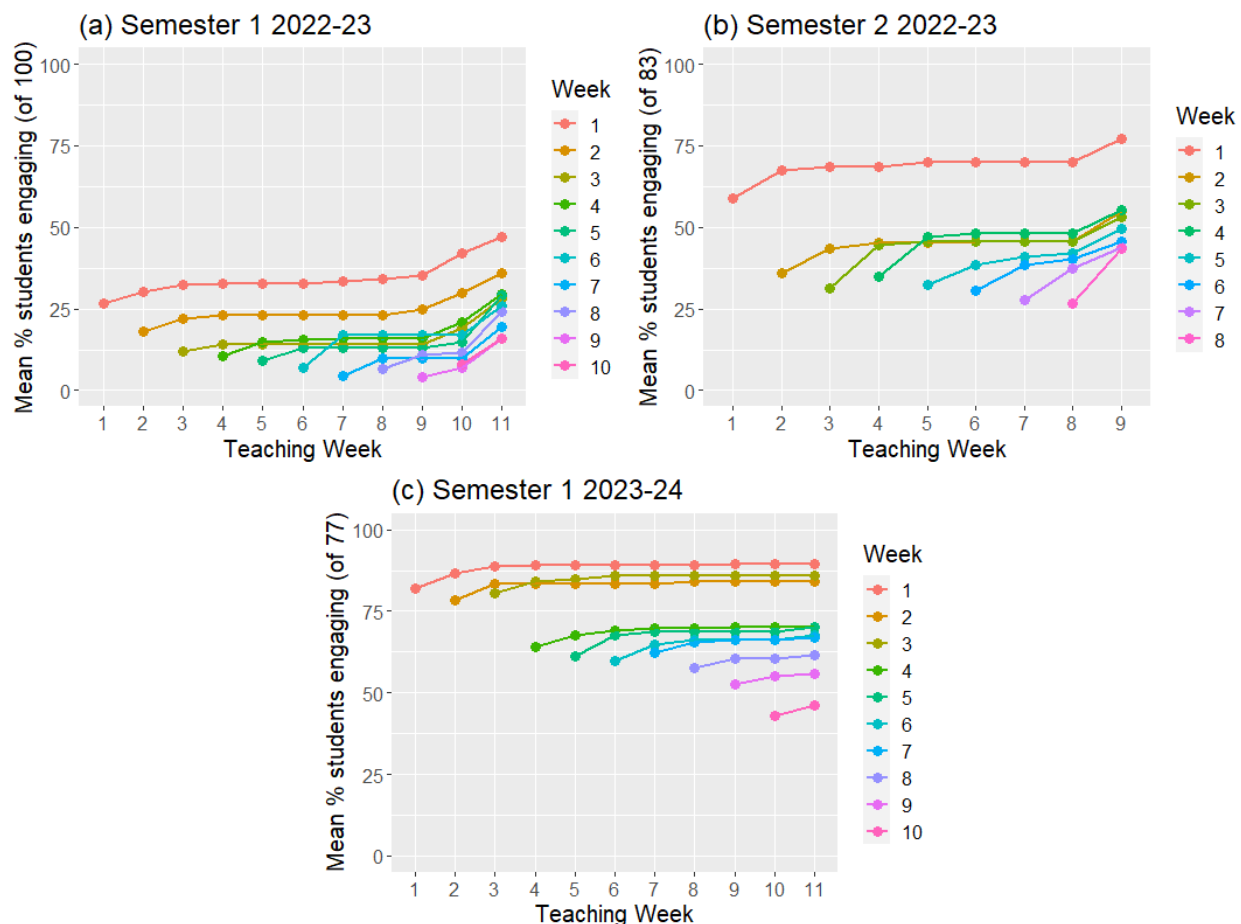 (a) Semester 1 2022-23
Mean % students engaging (of 100)
100
75
50
25
0
1 2 3 4 5 6 7 8 9 10 11
Teaching Week
Week
1
2
3
4
5
6
7
8
9
10
(b) Semester 2 2022-23
Mean % students engaging (of 83)
100
75
50
25
0
1 2 3 4 5 6 7 8 9
Teaching Week
Week
1
2
3
4
5
6
7
8
(c) Semester 1 2023-24
Mean % students engaging (of 77)
100
75
50
25
0
1 2 3 4 5 6 7 8 9 10 11
Teaching Week
Week
1
2
3
4
5
6
7
8
9
10